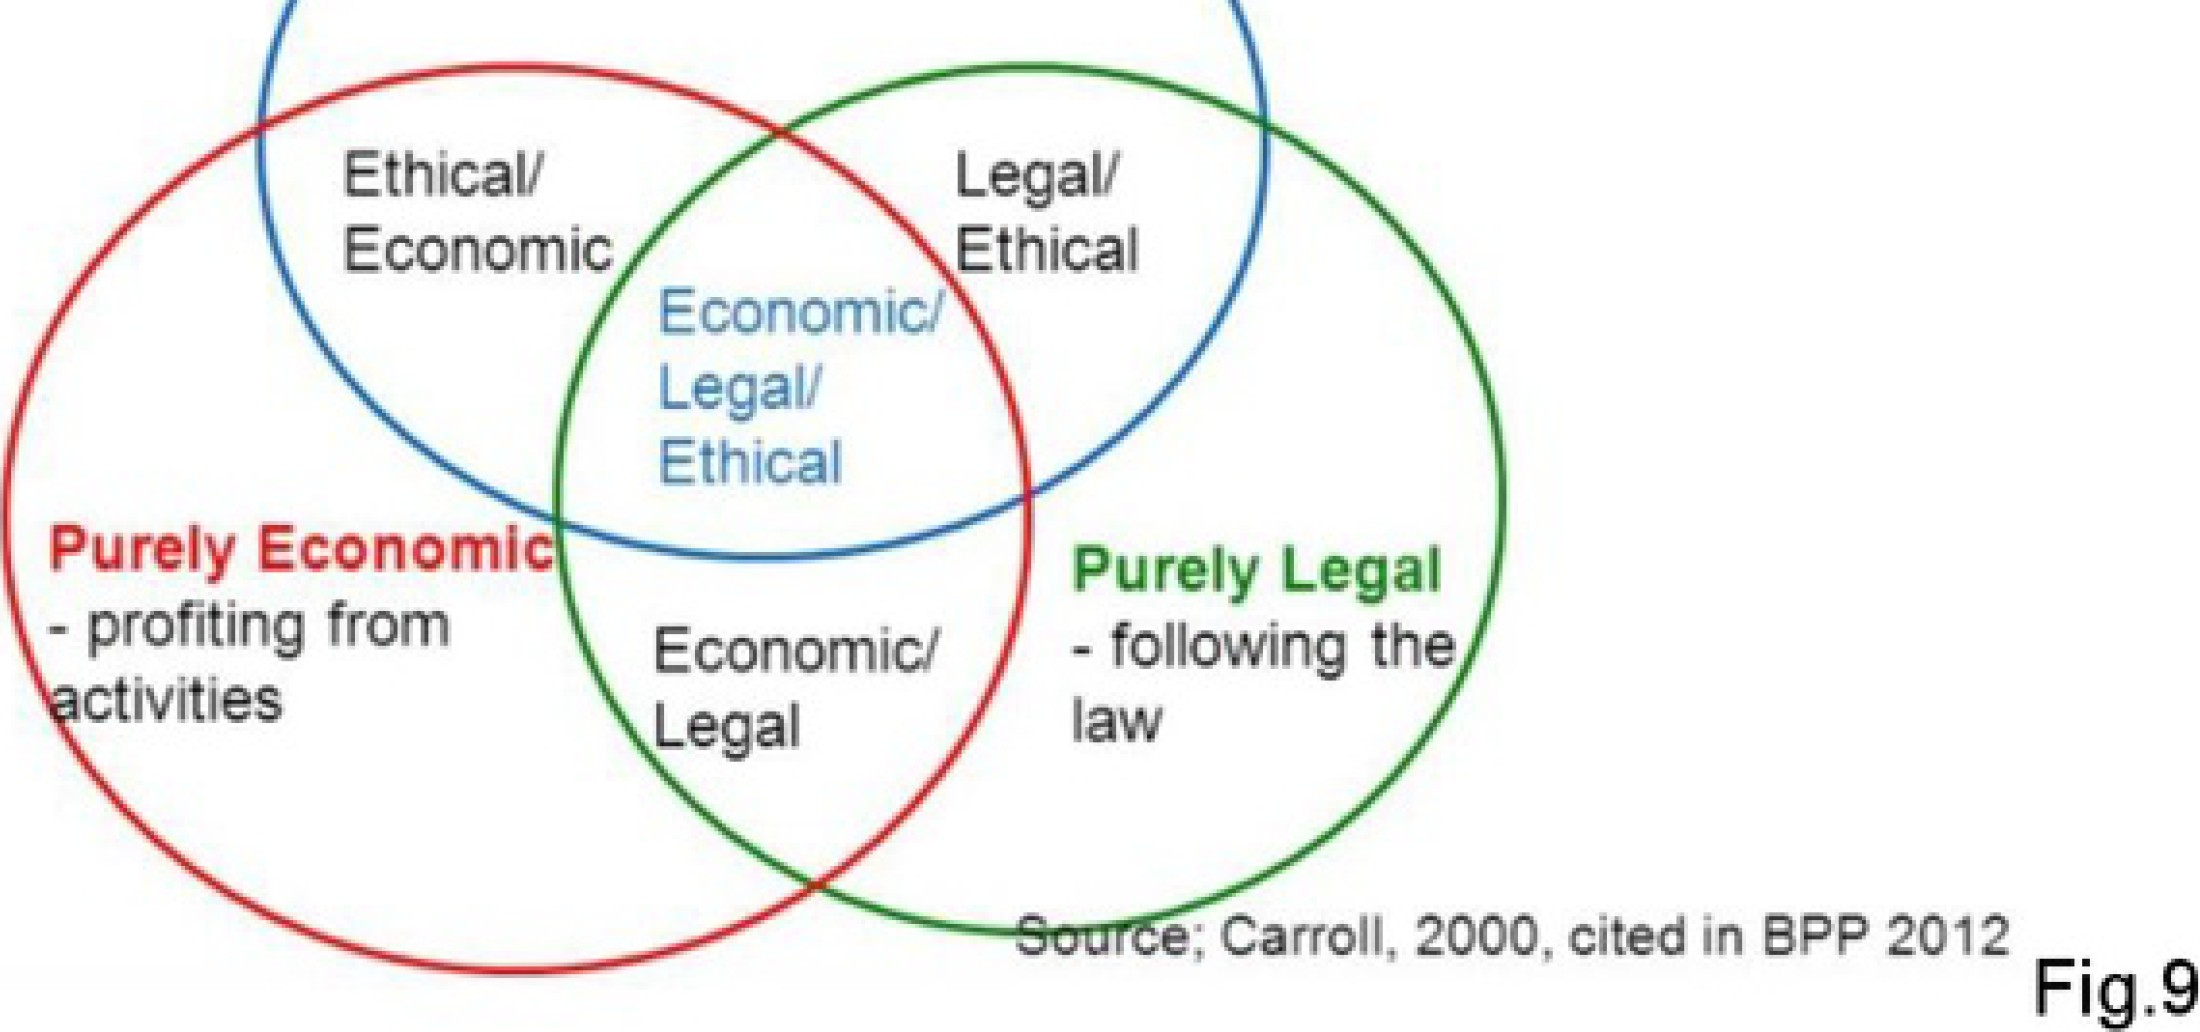 Ethical/
Economic
Legal/
Ethical
Economic/
Legal/
Ethical
Purely Economic
- profiting from
activities
Purely Legal
- following the
law
Economic/
Legal
Source; Carroll, 2000, cited in BPP 2012
Fig.9